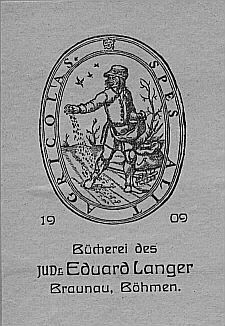 SPES ALIT AGRICOLAS.
19 09
Bücherei des
JUDr Eduard Langer
Braunau, Böhmen.